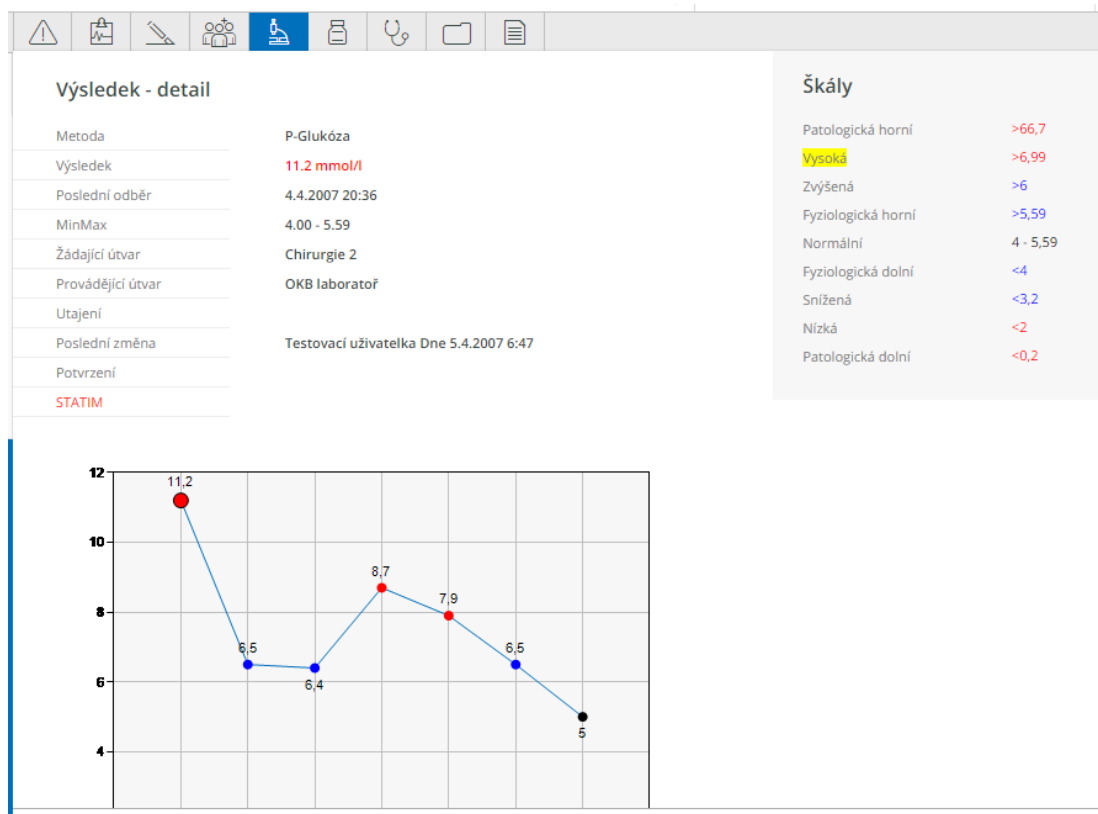 Výsledek - detail
Metoda P-Glukóza
Výsledek 11.2 mmol/l
Poslední odběr 4.4.2007 20:36
MinMax 4.00 - 5.59
Žádající útvar Chirurgie 2
Provádějící útvar OKB laboratoř
Utajení
Poslední změna Testovací uživatelka Dne 5.4.2007 6:47
Potvrzení
STATIM
Škály
Patologická horní >66,7
Vysoká >6,99
Zvýšená >6
Fyziologická horní >5,59
Normální 4 - 5,59
Fyziologická dolní <4
Snížená <3,2
Nízká <2
Patologická dolní <0,2
12
11,2
10
8,7
8
7,9
6,5
6,5
6
6,4
5
4